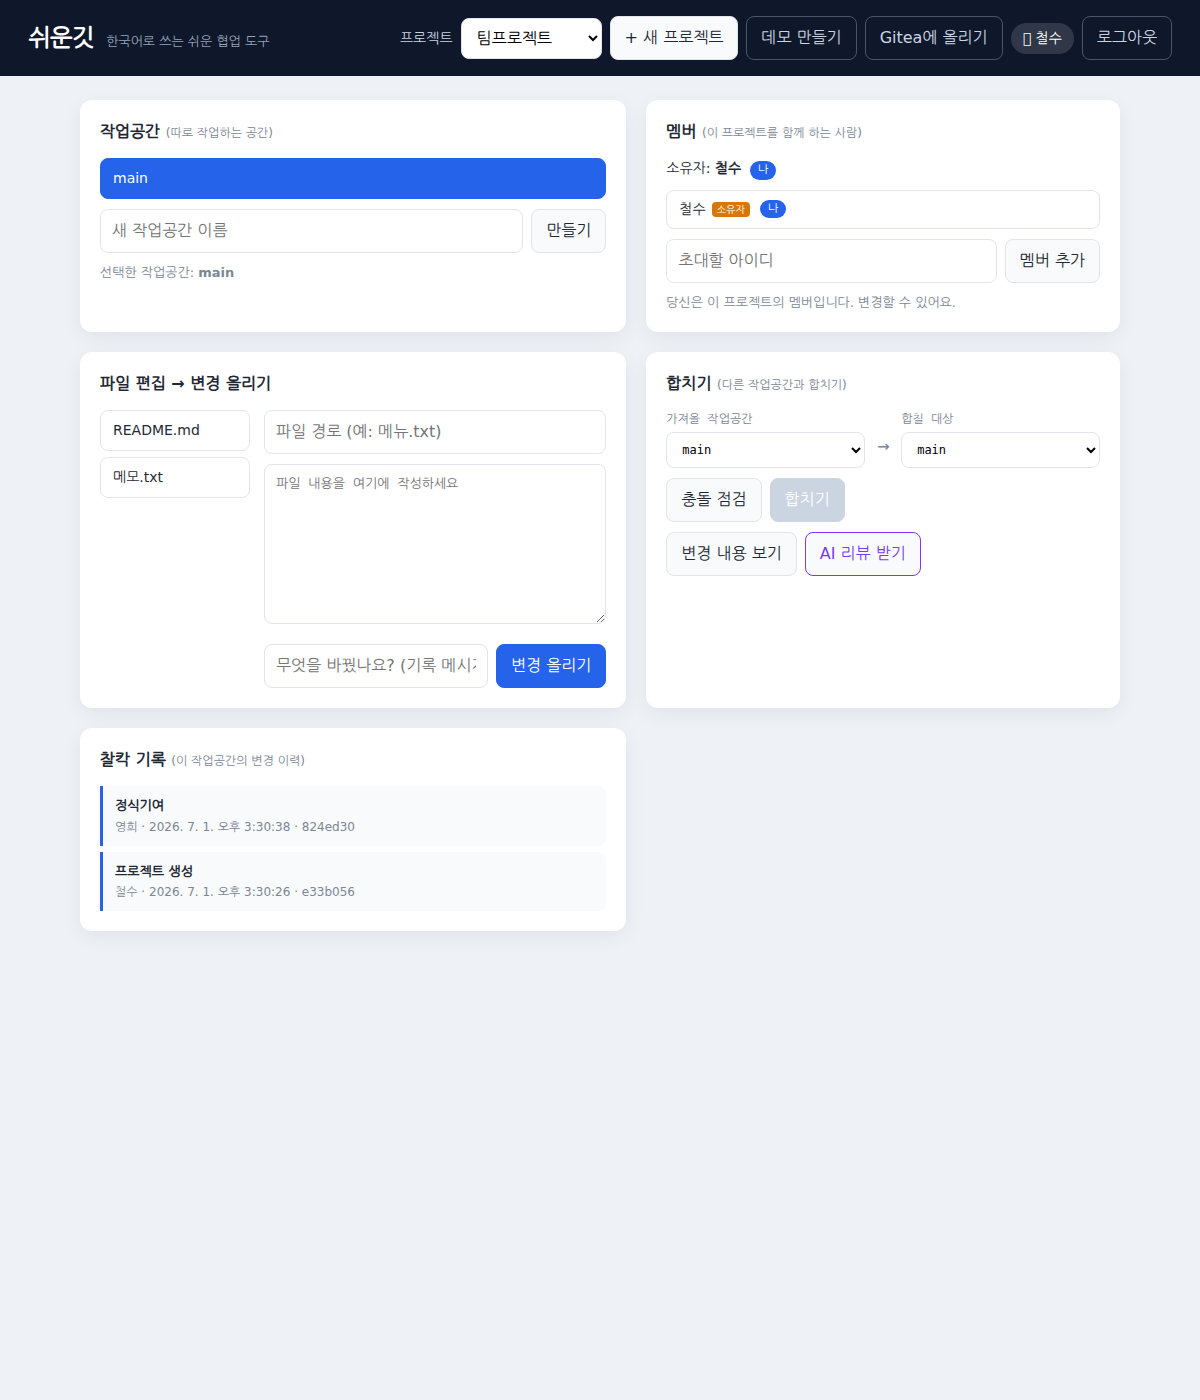 쉬운깃 한국어로 쓰는 쉬운 협업 도구 프로젝트 팀프로젝트 + 새 프로젝트 데모 만들기 Gitea에 올리기 철수 로그아웃
작업공간 (따로 작업하는 공간)
main
새 작업공간 이름 만들기
선택한 작업공간: main
멤버 (이 프로젝트를 함께 하는 사람)
소유자: 철수 나
철수 소유자 나
초대할 아이디 멤버 추가
당신은 이 프로젝트의 멤버입니다. 변경할 수 있어요.
파일 편집 → 변경 올리기
README.md
메모.txt
파일 경로 (예: 메뉴.txt)
파일 내용을 여기에 작성하세요
무엇을 바꿨나요? (기록 메시지 변경 올리기
합치기 (다른 작업공간과 합치기)
가져올 작업공간 합칠 대상
main → main
충돌 점검 합치기
변경 내용 보기 AI 리뷰 받기
찰칵 기록 (이 작업공간의 변경 이력)
정식기여
영희 · 2026. 7. 1. 오후 3:30:38 · 824ed30
프로젝트 생성
철수 · 2026. 7. 1. 오후 3:30:26 · e33b056